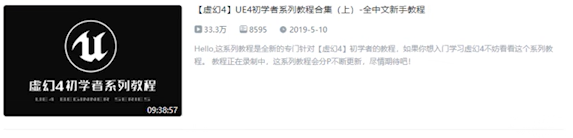 【虚幻4】UE4初学者系列教程合集（上）-全中文新手教程
33.3万 8595 2019-5-10
Hello,这系列教程是全新的专门针对【虚幻4】初学者的教程，如果你想入门学习虚幻4不妨看看这个系列教
程。 教程正在录制中，这系列教程会分P不断更新，尽情期待吧！
虚幻4初学者系列教程
UE4 BEGINNER SERIES
09:38:57